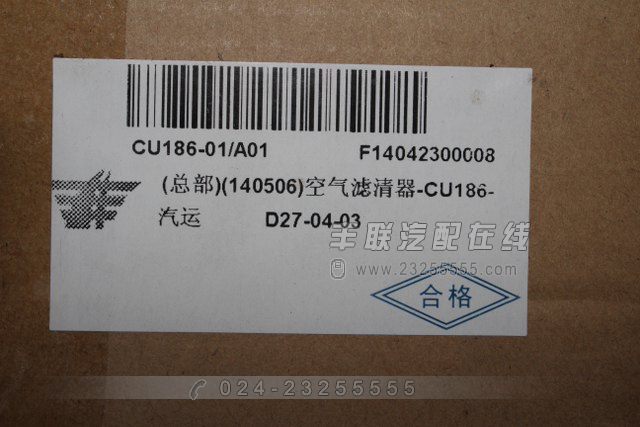 CU186-01/A01 F14042300008
(总部)(140506)空气滤清器-CU186-
汽运 D27-04-03
丰联汽配在线
www.23255555.com
合格
024-23255555